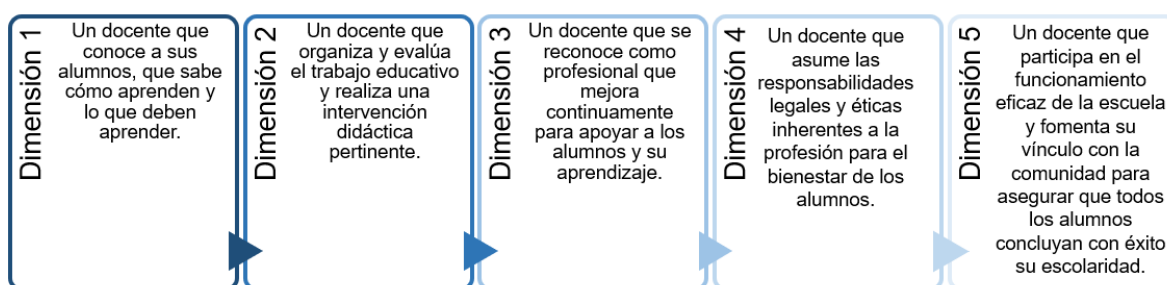 Dimensión 1
Un docente que
conoce a sus
alumnos, que sabe
cómo aprenden y
lo que deben
aprender.
Dimensión 2
Un docente que
organiza y evalúa
el trabajo educativo
y realiza una
intervención
didáctica
pertinente.
Dimensión 3
Un docente que se
reconoce como
profesional que
mejora
continuamente
para apoyar a los
alumnos y su
aprendizaje.
Dimensión 4
Un docente que
asume las
responsabilidades
legales y éticas
inherentes a la
profesión para el
bienestar de los
alumnos.
Dimensión 5
Un docente que
participa en el
funcionamiento
eficaz de la escuela
y fomenta su
vínculo con la
comunidad para
asegurar que todos
los alumnos
concluyan con éxito
su escolaridad.